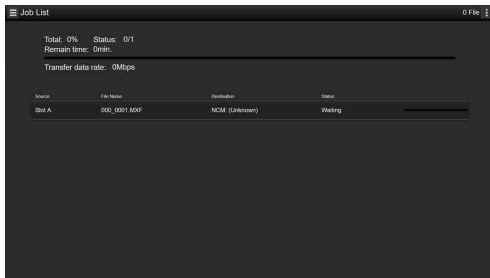 Job List
0 File
Total: 0% Status: 0/1
Remain time: 0min.
Transfer data rate: 0Mbps
Source File Name Destination Status
Slot A 000_0001.MXF NCM: (Unknown) Waiting